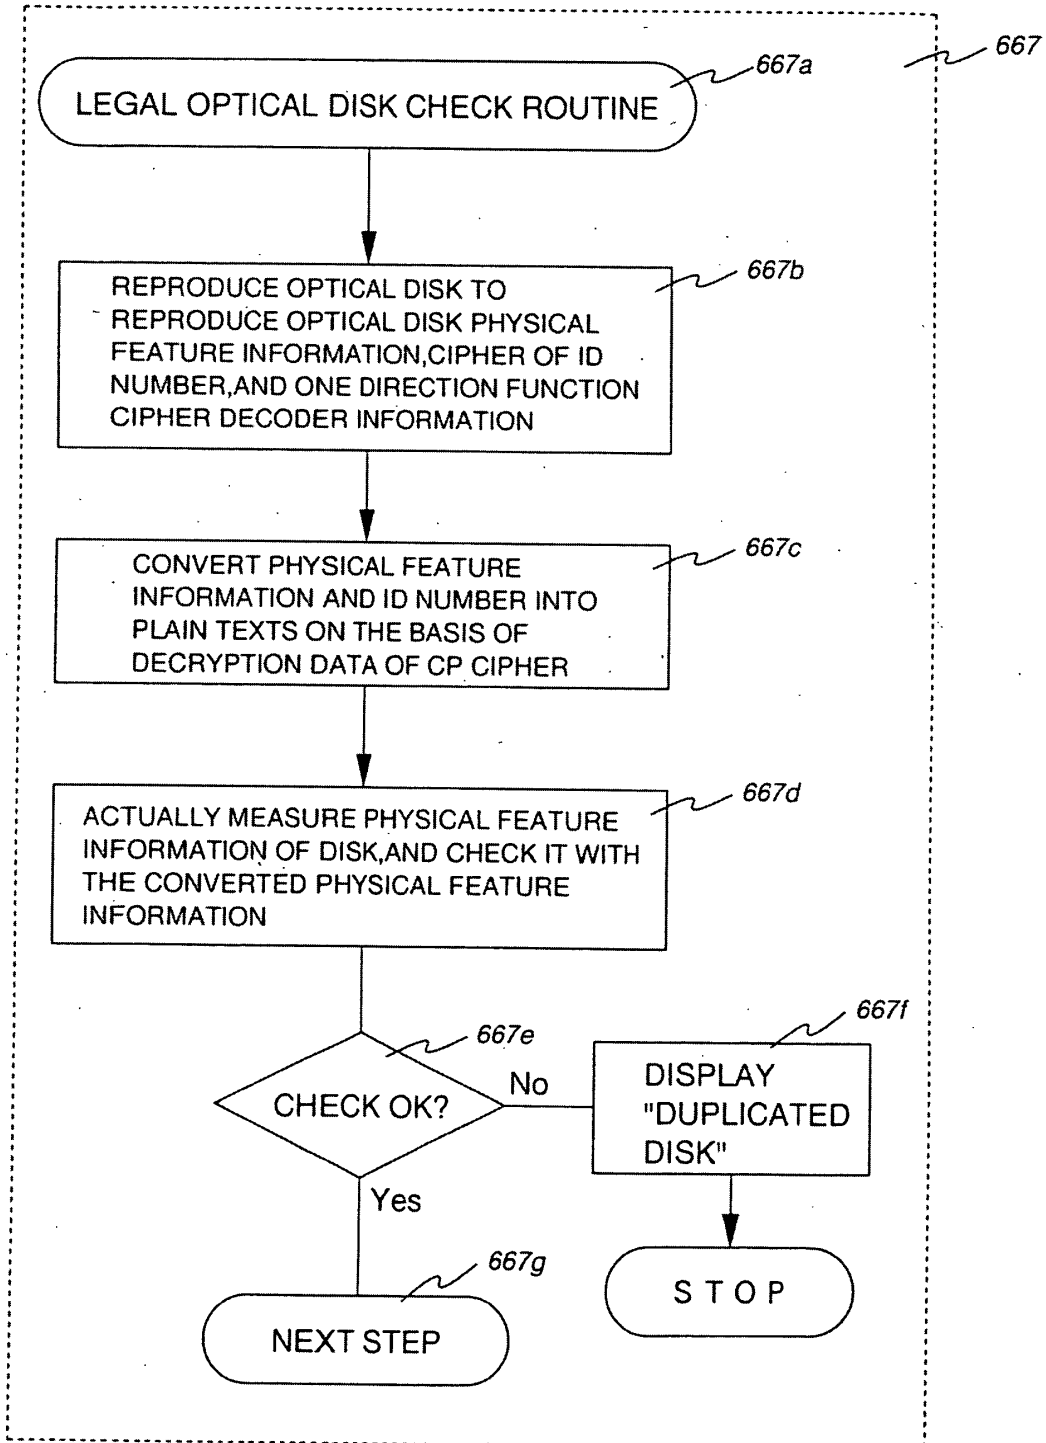 667
667a
LEGAL OPTICAL DISK CHECK ROUTINE
667b
REPRODUCE OPTICAL DISK TO
REPRODUCE OPTICAL DISK PHYSICAL
FEATURE INFORMATION,CIPHER OF ID
NUMBER,AND ONE DIRECTION FUNCTION
CIPHER DECODER INFORMATION
667c
CONVERT PHYSICAL FEATURE
INFORMATION AND ID NUMBER INTO
PLAIN TEXTS ON THE BASIS OF
DECRYPTION DATA OF CP CIPHER
667d
ACTUALLY MEASURE PHYSICAL FEATURE
INFORMATION OF DISK,AND CHECK IT WITH
THE CONVERTED PHYSICAL FEATURE
INFORMATION
667e
CHECK OK?
No
667f
DISPLAY
"DUPLICATED
DISK"
Yes
667g
NEXT STEP
S T O P